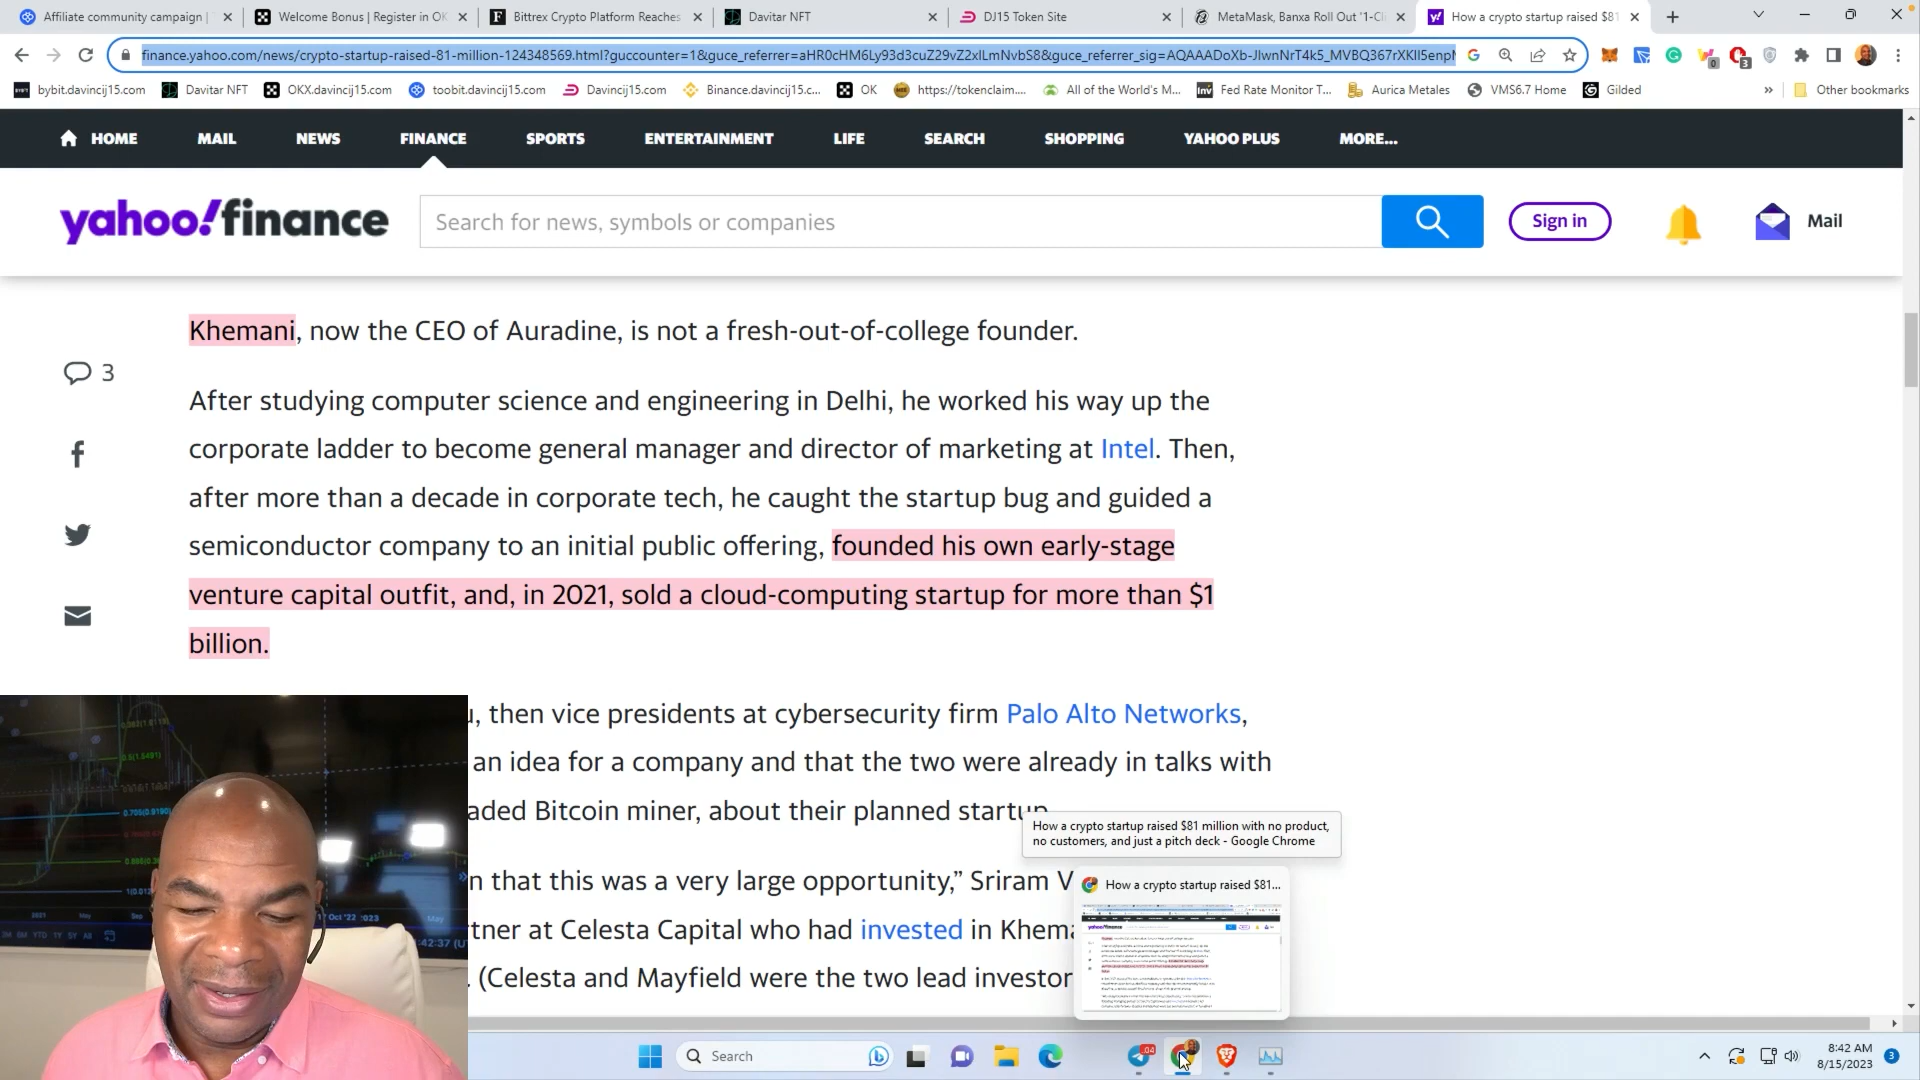 Affiliate community campaign |
Welcome Bonus | Register in OK
Bittrex Crypto Platform Reaches
Davitar NFT
DJ15 Token Site
MetaMask, Banxa Roll Out '1-Cl
How a crypto startup raised $81
finance.yahoo.com/news/crypto-startup-raised-81-million-124348569.html?guccounter=1&guce_referrer=aHR0cHM6Ly93d3cuZ29vZ2xlLmNvbS8&guce_referrer_sig=
bybit.davincij15.com
Davitar NFT
OKX.davincij15.com
toobit.davincij15.com
Davincij15.com
Binance.davincij15.c...
OK
https://tokenclaim....
All of the World's M...
Fed Rate Monitor T...
Aurica Metales
VMS6.7 Home
Gilded
Other bookmarks
HOME
MAIL
NEWS
FINANCE
SPORTS
ENTERTAINMENT
LIFE
SEARCH
SHOPPING
YAHOO PLUS
MORE...
yahoo!finance
Search for news, symbols or companies
Sign in
Mail
Khemani, now the CEO of Auradine, is not a fresh-out-of-college founder.
3
After studying computer science and engineering in Delhi, he worked his way up the
corporate ladder to become general manager and director of marketing at Intel. Then,
after more than a decade in corporate tech, he caught the startup bug and guided a
semiconductor company to an initial public offering, founded his own early-stage
venture capital outfit, and, in 2021, sold a cloud-computing startup for more than $1
billion.
, then vice presidents at cybersecurity firm Palo Alto Networks,
an idea for a company and that the two were already in talks with
aded Bitcoin miner, about their planned startup
How a crypto startup raised $81 million with no product,
no customers, and just a pitch deck - Google Chrome
n that this was a very large opportunity,” Sriram V
How a crypto startup raised $81...
tner at Celesta Capital who had invested in Khema
. (Celesta and Mayfield were the two lead investor
Search
8:42 AM
8/15/2023
3